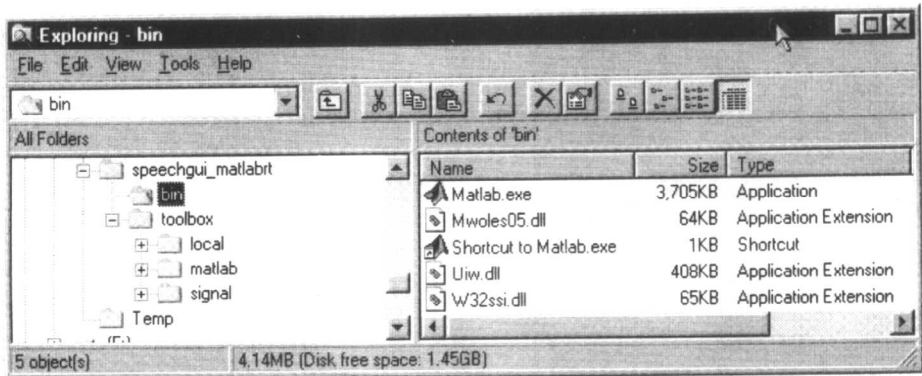 Exploring - bin
File Edit View Tools Help
bin
All Folders
Contents of 'bin'
speechgui_matlabrt
bin
toolbox
local
matlab
signal
Temp
Name Size Type
Matlab.exe 3,705KB Application
Mwoles05.dll 64KB Application Extension
Shortcut to Matlab.exe 1KB Shortcut
Uiw.dll 408KB Application Extension
W32ssi.dll 65KB Application Extension
5 object(s) 4.14MB (Disk free space: 1.45GB)